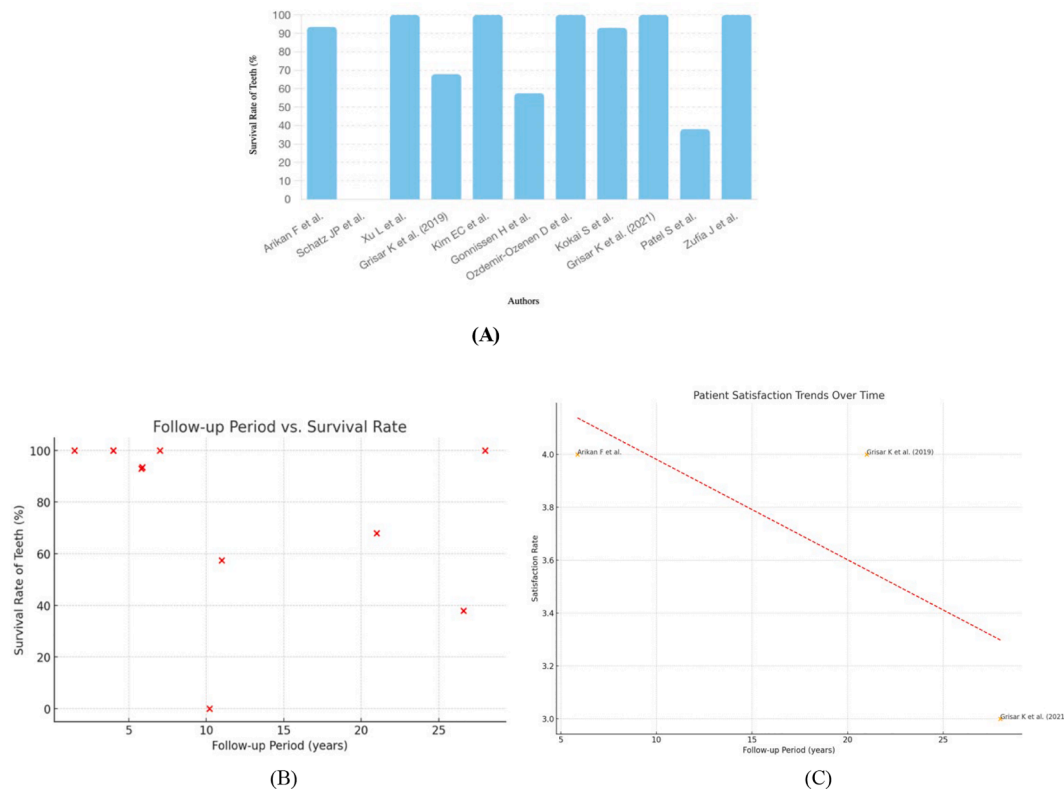 100
90
80
70
60
50
40
30
20
10
0
Survival Rate of Teeth (%
Arikan F et al.
Schatz JP et al.
Xu L et al.
Grisar K et al. (2019)
Kim EC et al.
Gonnissen H et al.
Ozdemir-Ozenen D et al.
Kokai S et al.
Grisar K et al. (2021)
Patel S et al.
Zufia J et al.
Authors
(A)
Follow-up Period vs. Survival Rate
100
80
60
40
20
0
Survival Rate of Teeth (%)
5
10
15
20
25
Follow-up Period (years)
(B)
Patient Satisfaction Trends Over Time
4.0
3.8
3.6
3.4
3.2
3.0
Satisfaction Rate
Arikan F et al.
Grisar K et al. (2019)
Grisar K et al. (2021
5
10
15
20
25
Follow-up Period (years)
(C)